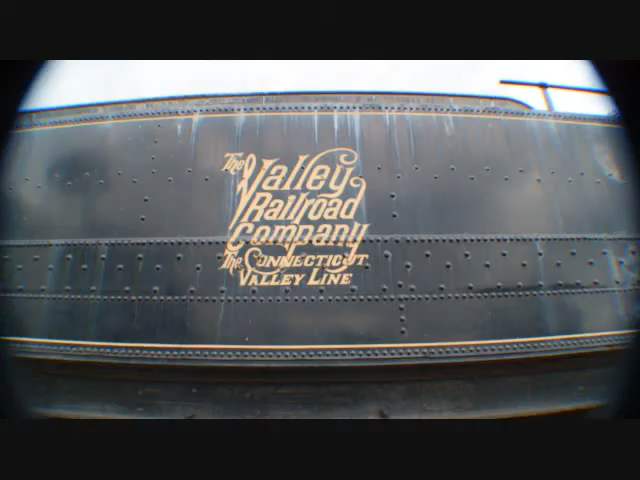 The
Valley
Railroad
Company
The CONNECTICUT
VALLEY LINE